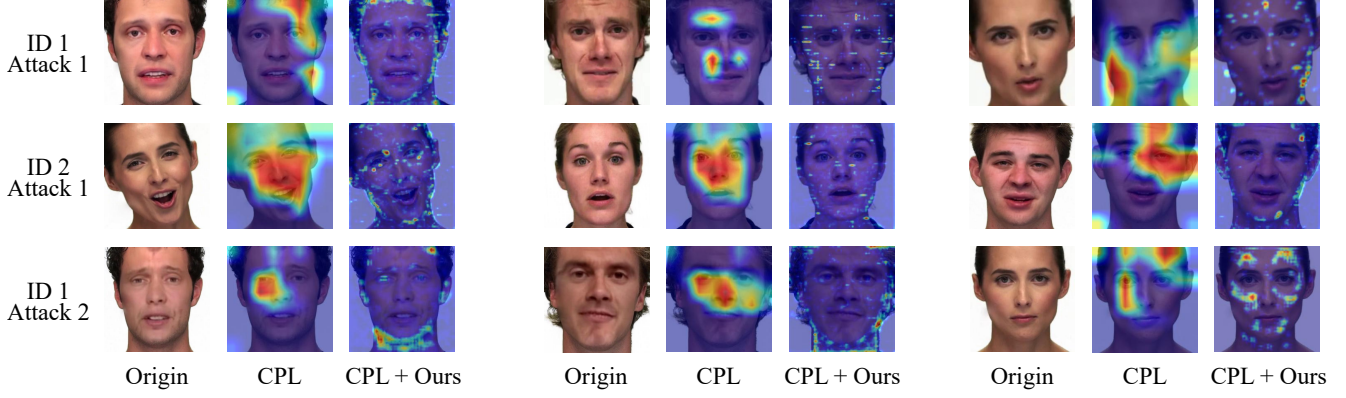 ID 1
Attack 1
ID 2
Attack 1
ID 1
Attack 2
Origin CPL CPL + Ours Origin CPL CPL + Ours Origin CPL CPL + Ours